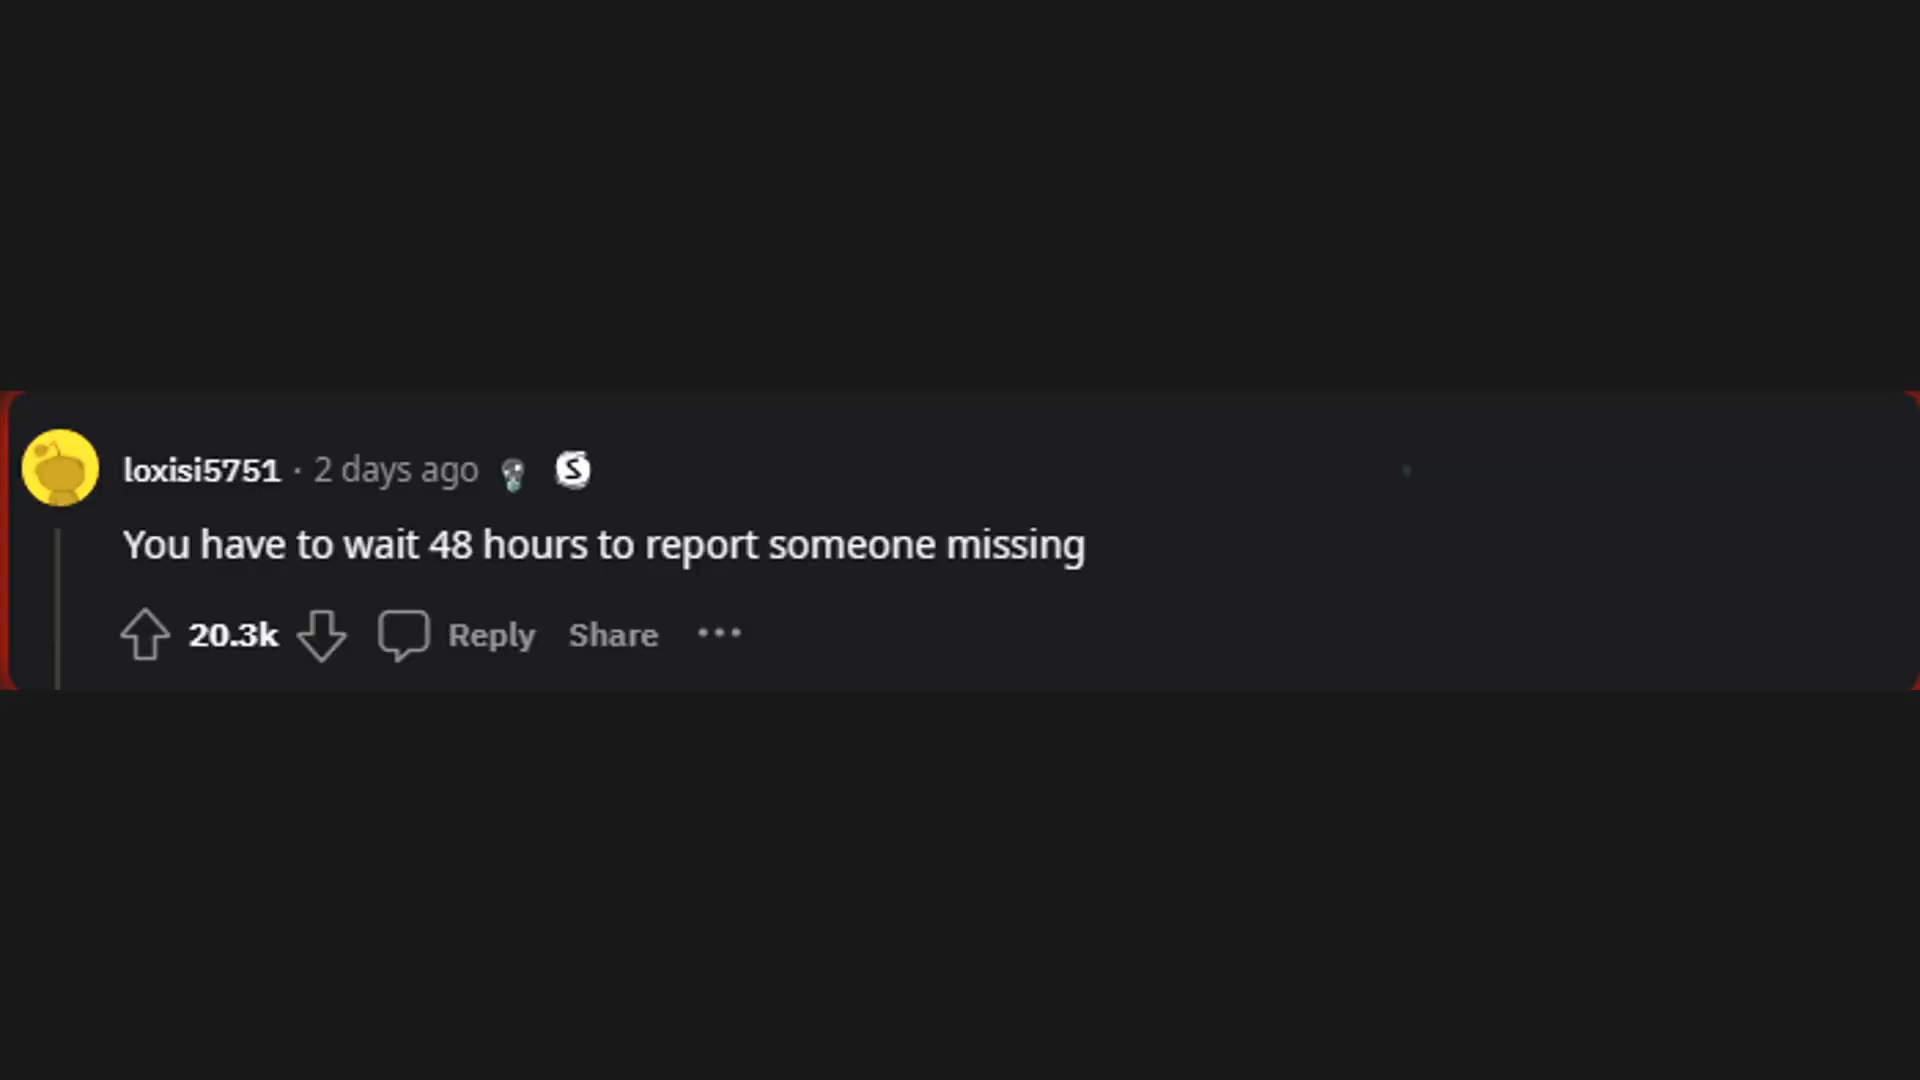 loxisi5751 · 2 days ago S
You have to wait 48 hours to report someone missing
20.3k Reply Share ···